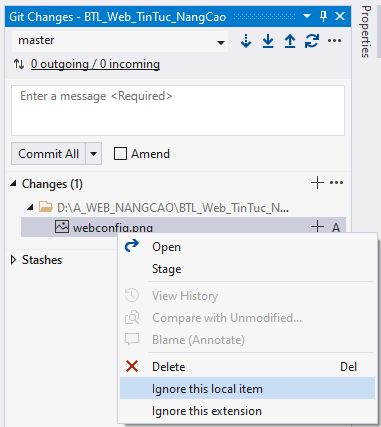 Git Changes - BTL_Web_TinTuc_NangCao
Properties
master
0 outgoing / 0 incoming
Enter a message <Required>
Commit All
Amend
Changes (1)
D:\A_WEB_NANGCAO\BTL_Web_TinTuc_N...
webconfig.png A
Stashes
Open
Stage
View History
Compare with Unmodified...
Blame (Annotate)
Delete Del
Ignore this local item
Ignore this extension